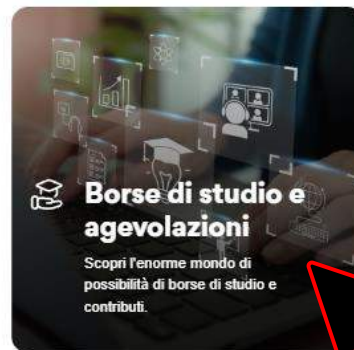 Borse di studio e
agevolazioni
Scopri l'enorme mondo di
possibilità di borse di studio e
contributi.